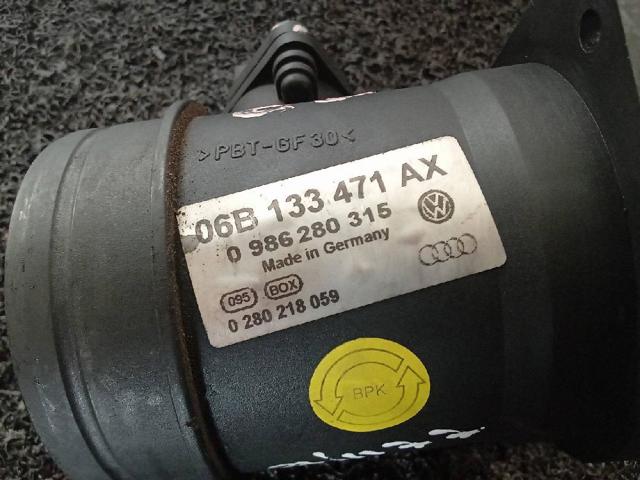 >PBT-GF30<
06B 133 471 AX
0 986 280 315
Made in Germany
095 BOX
0 280 218 059
BPK